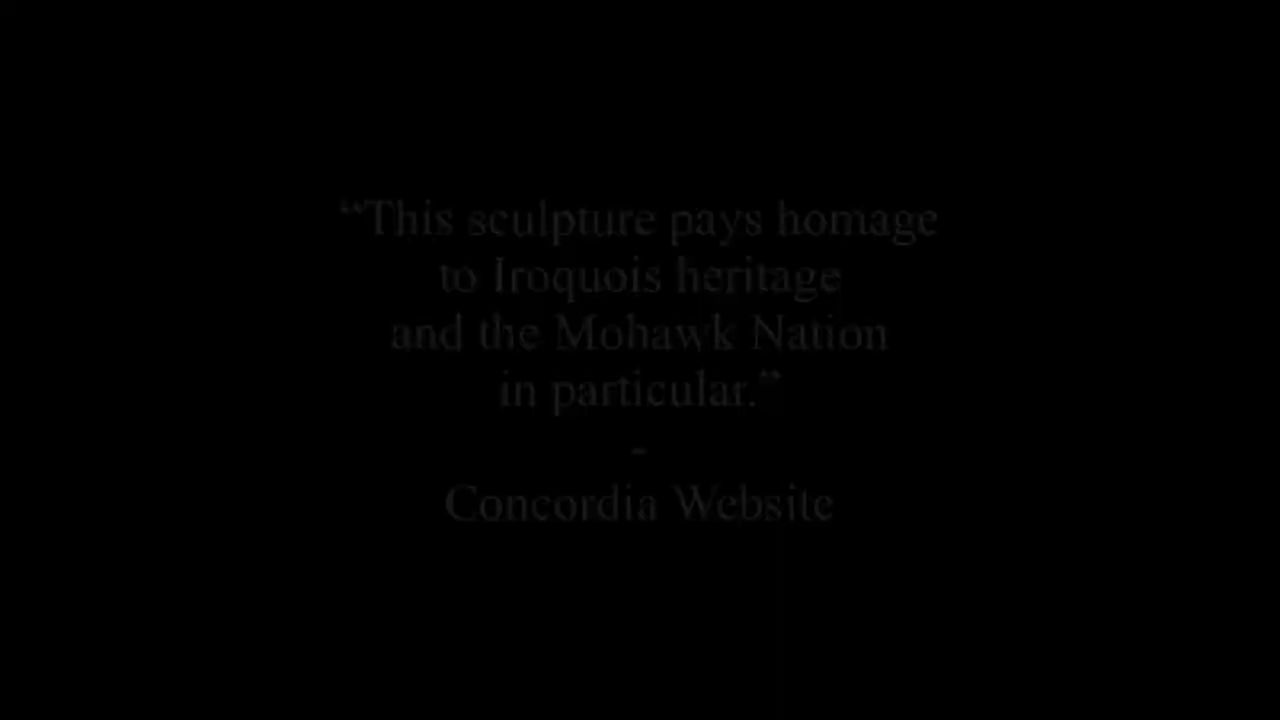 “This sculpture pays homage
to Iroquois heritage
and the Mohawk Nation
in particular.”
-
Concordia Website